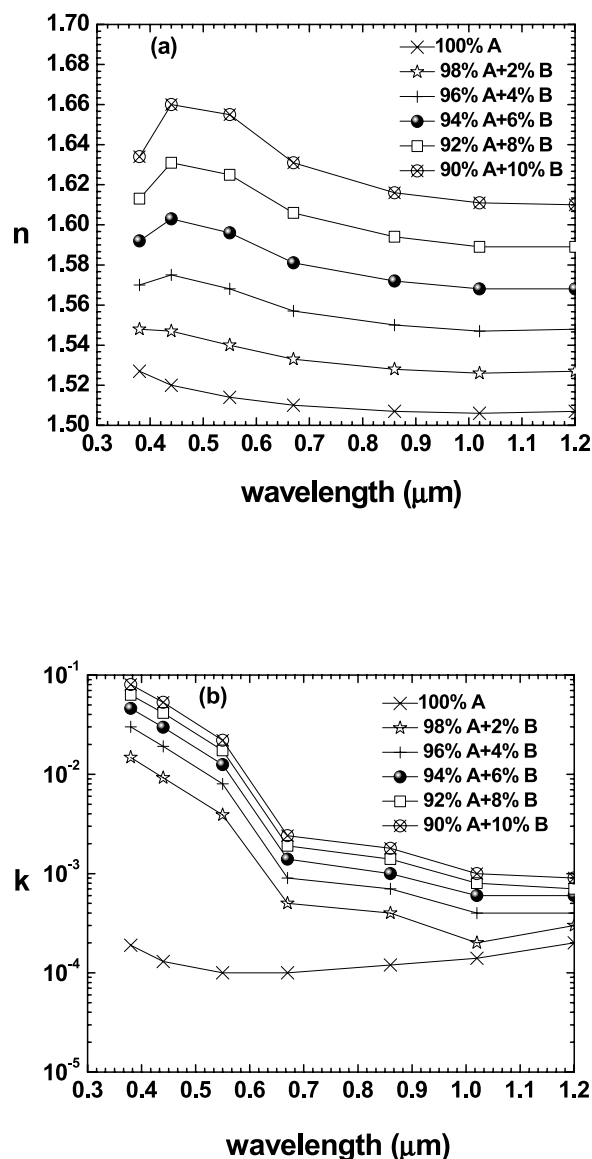 1.70
1.68
1.66
1.64
1.62
1.60
1.58
1.56
1.54
1.52
1.50
n
(a)
100% A
98% A+2% B
96% A+4% B
94% A+6% B
92% A+8% B
90% A+10% B
0.3 0.4 0.5 0.6 0.7 0.8 0.9 1.0 1.1 1.2
wavelength (μm)
10⁻¹
10⁻²
10⁻³
10⁻⁴
10⁻⁵
k
(b)
100% A
98% A+2% B
96% A+4% B
94% A+6% B
92% A+8% B
90% A+10% B
0.3 0.4 0.5 0.6 0.7 0.8 0.9 1.0 1.1 1.2
wavelength (μm)